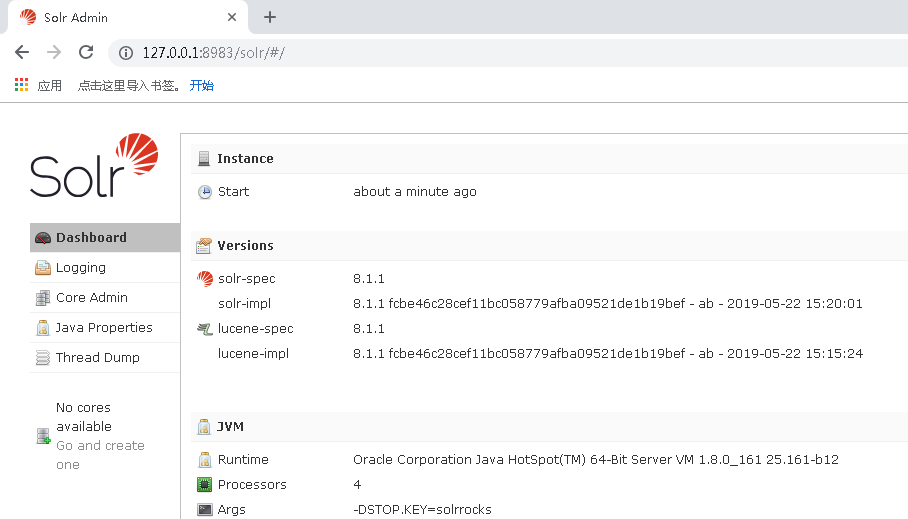 Solr Admin
127.0.0.1:8983/solr/#/
应用 点击这里导入书签。 开始
Solr
Instance
Start about a minute ago
Versions
solr-spec 8.1.1
solr-impl 8.1.1 fcbe46c28cef11bc058779afba09521de1b19bef - ab - 2019-05-22 15:20:01
lucene-spec 8.1.1
lucene-impl 8.1.1 fcbe46c28cef11bc058779afba09521de1b19bef - ab - 2019-05-22 15:15:24
JVM
Runtime Oracle Corporation Java HotSpot(TM) 64-Bit Server VM 1.8.0_161 25.161-b12
Processors 4
Args -DSTOP.KEY=solrrocks
Dashboard
Logging
Core Admin
Java Properties
Thread Dump
No cores
available
Go and create
one